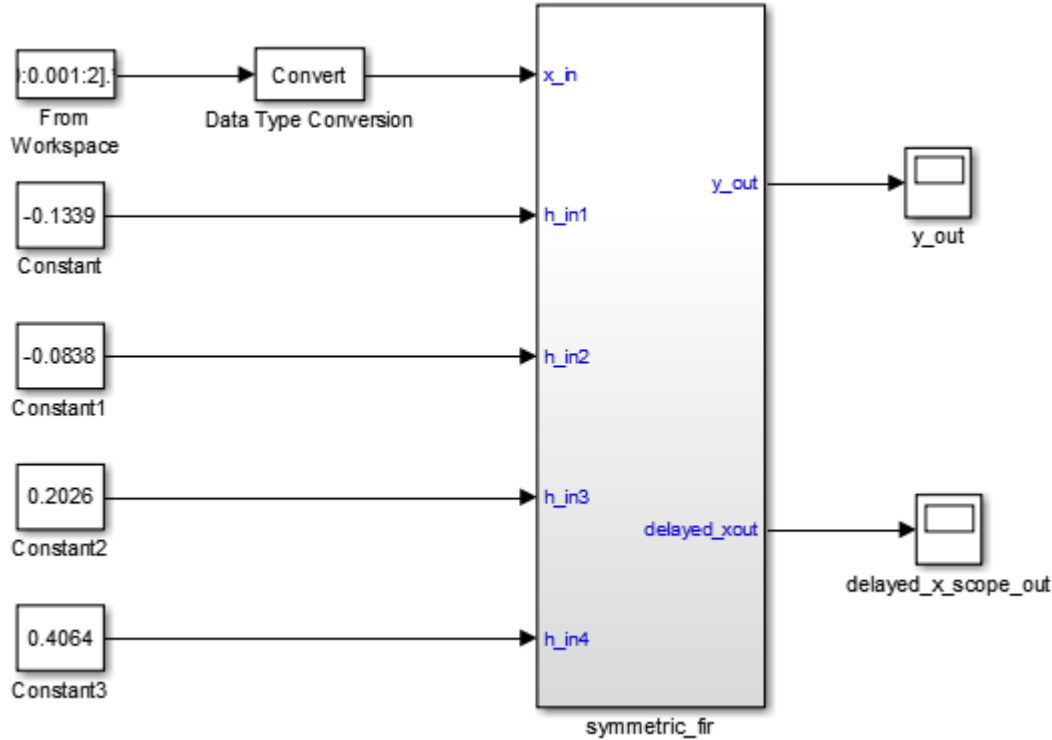 :0.001:2].'
From
Workspace
Convert
Data Type Conversion
-0.1339
Constant
-0.0838
Constant1
0.2026
Constant2
0.4064
Constant3
x_in
h_in1
h_in2
h_in3
h_in4
y_out
delayed_xout
symmetric_fir
y_out
delayed_x_scope_out